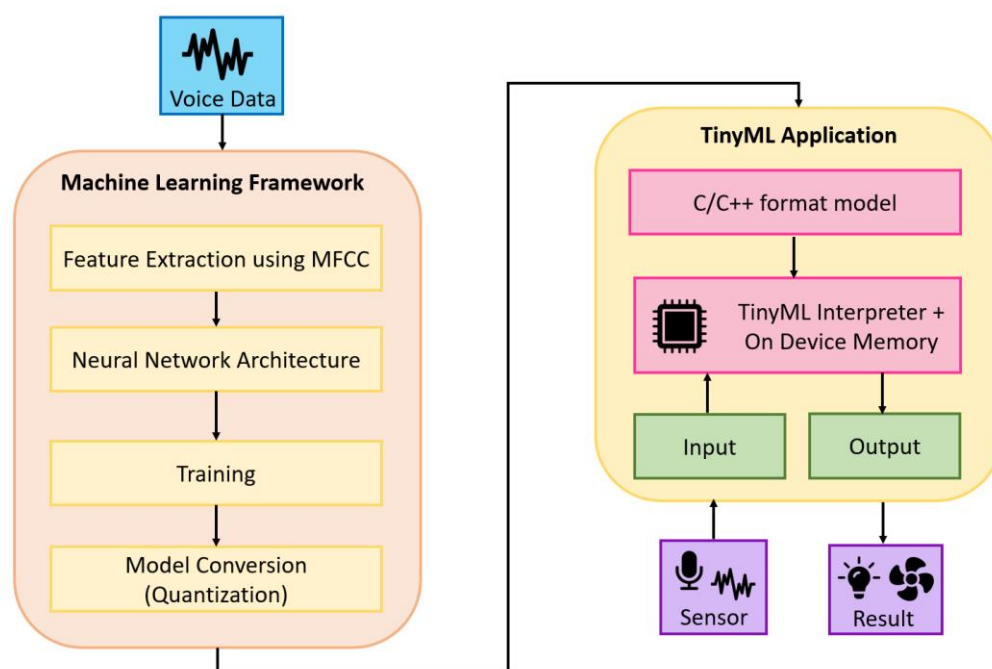 Voice Data
Machine Learning Framework
Feature Extraction using MFCC
Neural Network Architecture
Training
Model Conversion
(Quantization)
TinyML Application
C/C++ format model
TinyML Interpreter +
On Device Memory
Input
Output
Sensor
Result